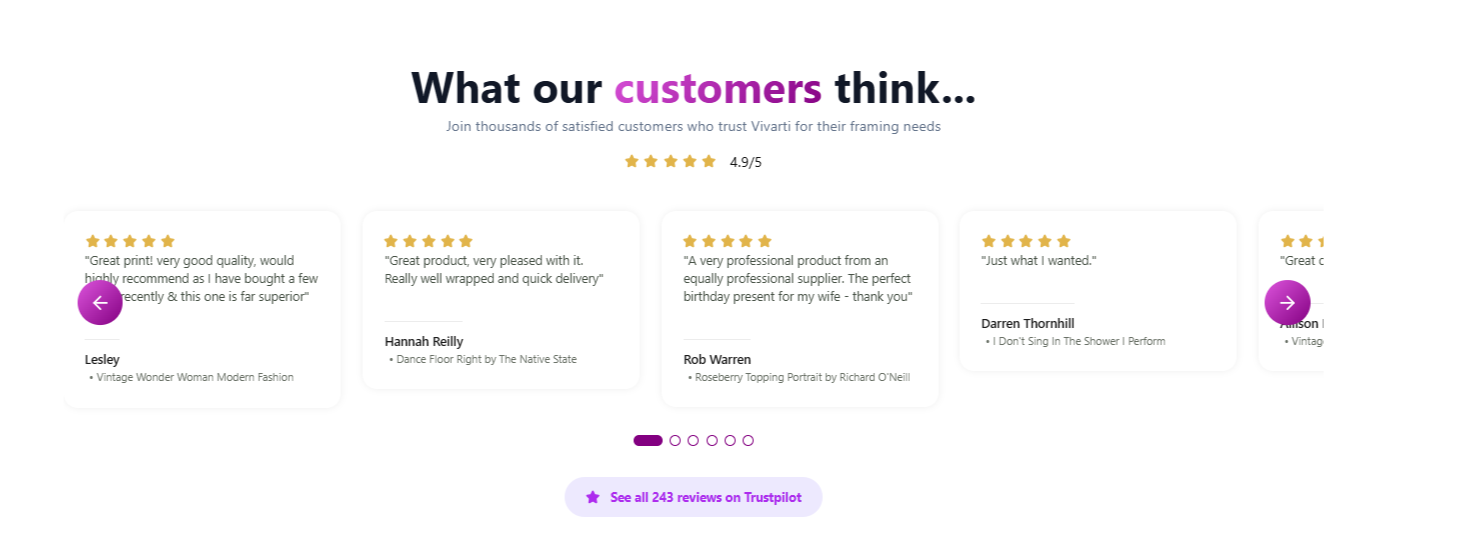 What our customers think...
Join thousands of satisfied customers who trust Vivarti for their framing needs
4.9/5
"Great print! very good quality, would
highly recommend as I have bought a few
recently & this one is far superior"
Lesley
• Vintage Wonder Woman Modern Fashion
"Great product, very pleased with it.
Really well wrapped and quick delivery"
Hannah Reilly
• Dance Floor Right by The Native State
"A very professional product from an
equally professional supplier. The perfect
birthday present for my wife - thank you"
Rob Warren
• Roseberry Topping Portrait by Richard O'Neill
"Just what I wanted."
Darren Thornhill
• I Don't Sing In The Shower I Perform
"Great
• Vintag
See all 243 reviews on Trustpilot